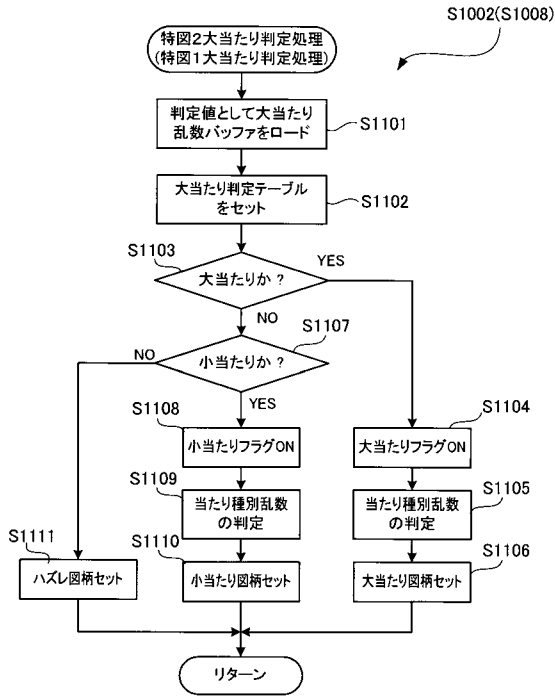 S1002(S1008)
特図2大当たり判定処理
(特図1大当たり判定処理)
判定値として大当たり
乱数バッファをロード
S1101
大当たり判定テーブル
をセット
S1102
S1103
大当たりか？
YES
NO
S1107
小当たりか？
NO
YES
S1108
小当たりフラグON
S1104
大当たりフラグON
S1109
当たり種別乱数
の判定
S1105
当たり種別乱数
の判定
S1111
ハズレ図柄セット
S1110
小当たり図柄セット
S1106
大当たり図柄セット
リターン